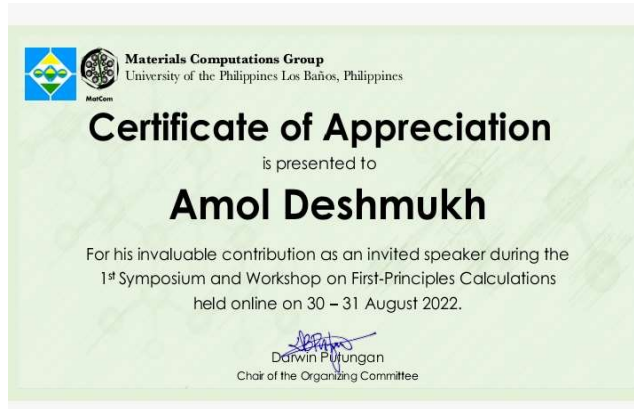 Materials Computations Group
University of the Philippines Los Baños, Philippines
MatCom
Certificate of Appreciation
is presented to
Amol Deshmukh
For his invaluable contribution as an invited speaker during the
1st Symposium and Workshop on First-Principles Calculations
held online on 30 – 31 August 2022.
Darwin Putungan
Chair of the Organizing Committee